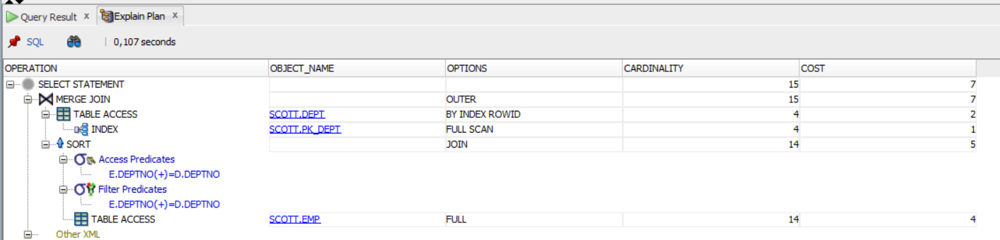 Query Result x Explain Plan x
SQL 0,107 seconds
OPERATION OBJECT_NAME OPTIONS CARDINALITY COST
SELECT STATEMENT 15 7
MERGE JOIN OUTER 15 7
TABLE ACCESS SCOTT.DEPT BY INDEX ROWID 4 2
INDEX SCOTT.PK_DEPT FULL SCAN 4 1
SORT JOIN 14 5
Access Predicates
E.DEPTNO(+)=D.DEPTNO
Filter Predicates
E.DEPTNO(+)=D.DEPTNO
TABLE ACCESS SCOTT.EMP FULL 14 4
Other XML